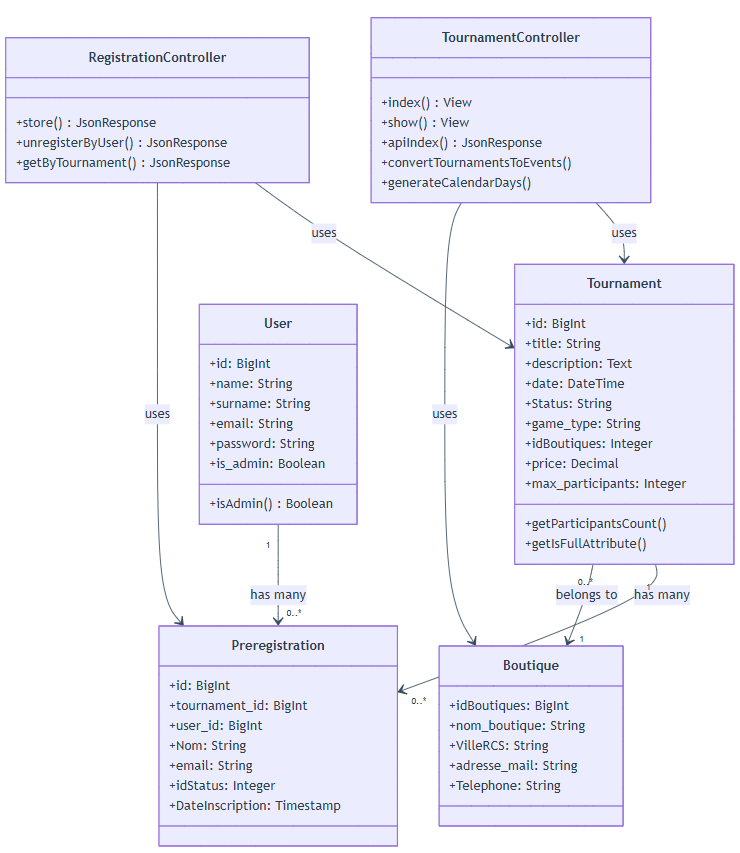 RegistrationController
+store() : JsonResponse
+unregisterByUser() : JsonResponse
+getByTournament() : JsonResponse
TournamentController
+index() : View
+show() : View
+apiIndex() : JsonResponse
+convertTournamentsToEvents()
+generateCalendarDays()
uses
uses
uses
uses
User
+id: BigInt
+name: String
+surname: String
+email: String
+password: String
+is_admin: Boolean
+isAdmin() : Boolean
Tournament
+id: BigInt
+title: String
+description: Text
+date: DateTime
+Status: String
+game_type: String
+idBoutiques: Integer
+price: Decimal
+max_participants: Integer
+getParticipantsCount()
+getIsFullAttribute()
1
has many
0..*
0..*
belongs to
1
1
has many
0..*
Preregistration
+id: BigInt
+tournament_id: BigInt
+user_id: BigInt
+Nom: String
+email: String
+idStatus: Integer
+DateInscription: Timestamp
Boutique
+idBoutiques: BigInt
+nom_boutique: String
+VilleRCS: String
+adresse_mail: String
+Telephone: String